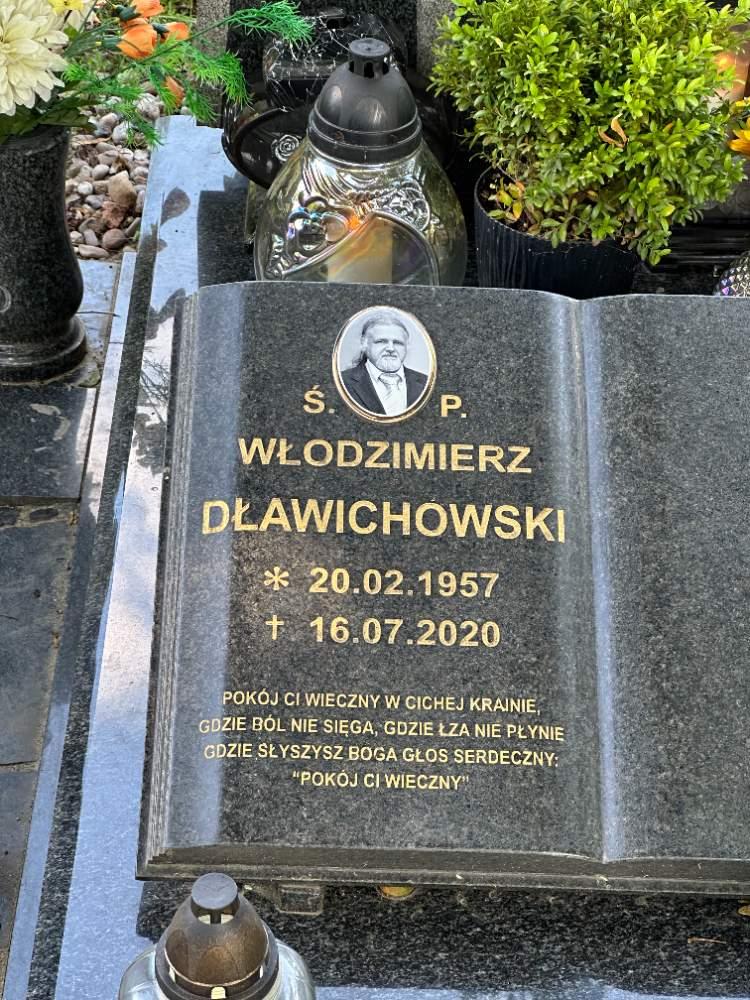 Ś. P.
WŁODZIMIERZ
DŁAWICHOWSKI
* 20.02.1957
† 16.07.2020
POKÓJ CI WIECZNY W CICHEJ KRAINIE,
GDZIE BÓL NIE SIĘGA, GDZIE ŁZA NIE PŁYNIE
GDZIE SŁYSZYSZ BOGA GŁOS SERDECZNY:
"POKÓJ CI WIECZNY"